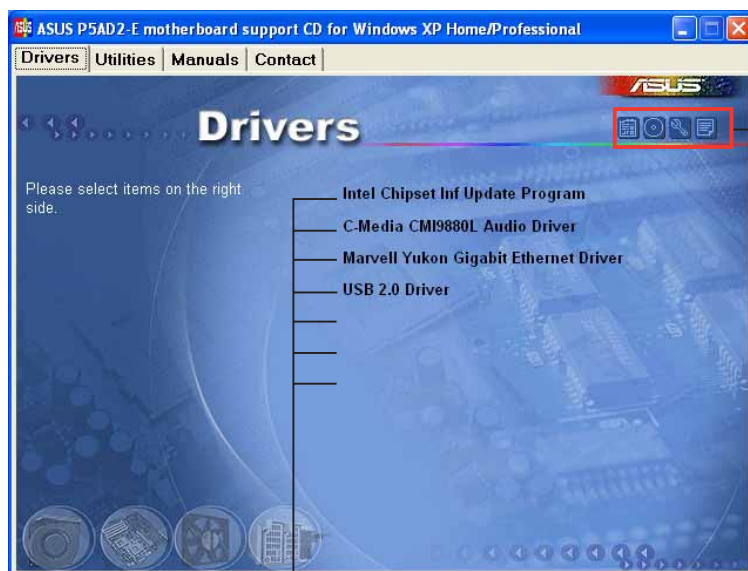 ASUS P5AD2-E motherboard support CD for Windows XP Home/Professional
Drivers Utilities Manuals Contact
ASUS
Drivers
Please select items on the right
side.
Intel Chipset Inf Update Program
C-Media CMI9880L Audio Driver
Marvell Yukon Gigabit Ethernet Driver
USB 2.0 Driver